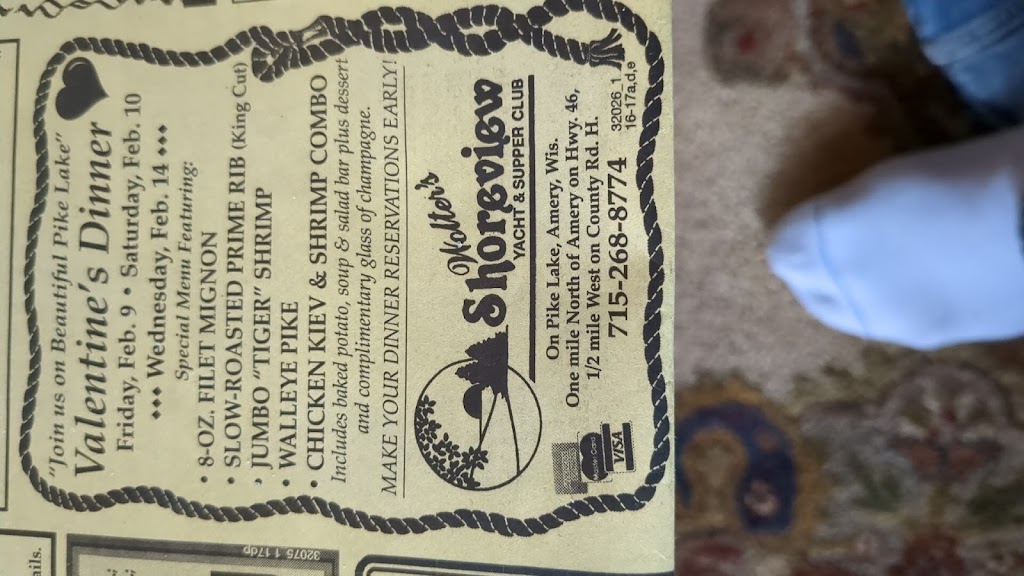 "Join us on Beautiful Pike Lake"
Valentine's Dinner
Friday, Feb. 9 • Saturday, Feb. 10
♦♦♦ Wednesday, Feb. 14 ♦♦♦
Special Menu Featuring:
• 8-OZ. FILET MIGNON
• SLOW-ROASTED PRIME RIB (King Cut)
• JUMBO "TIGER" SHRIMP
• WALLEYE PIKE
• CHICKEN KIEV & SHRIMP COMBO
Includes baked potato, soup & salad bar plus dessert
and complimentary glass of champagne.
MAKE YOUR DINNER RESERVATIONS EARLY!
Wolter's
Shoreview
YACHT & SUPPER CLUB
On Pike Lake, Amery, Wis.
One mile North of Amery on Hwy. 46,
1/2 mile West on County Rd. H.
715-268-8774
32026 1
16-17a,d,e
VISA
ils.
32075 1 17dp